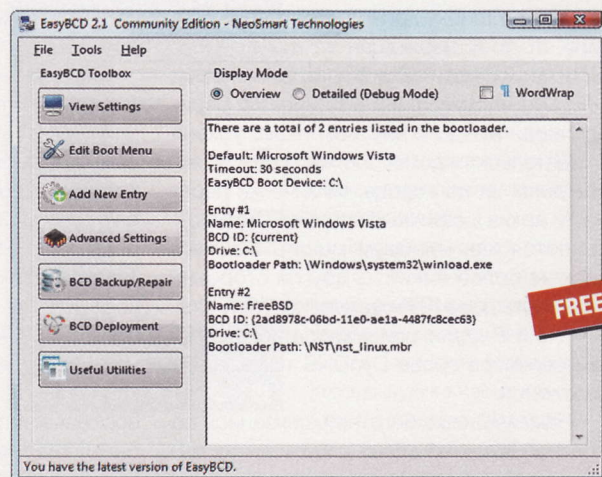 EasyBCD 2.1 Community Edition - NeoSmart Technologies
File Tools Help
EasyBCD Toolbox
View Settings
Edit Boot Menu
Add New Entry
Advanced Settings
BCD Backup/Repair
BCD Deployment
Useful Utilities
Display Mode
Overview Detailed (Debug Mode) WordWrap
There are a total of 2 entries listed in the bootloader.
Default: Microsoft Windows Vista
Timeout: 30 seconds
EasyBCD Boot Device: C:\
Entry #1
Name: Microsoft Windows Vista
BCD ID: {current}
Drive: C:\
Bootloader Path: \Windows\system32\winload.exe
Entry #2
Name: FreeBSD
BCD ID: {2ad8978c-06bd-11e0-ae1a-4487fc8cec63}
Drive: C:\
Bootloader Path: \NST\nst_linux.mbr
FREE
You have the latest version of EasyBCD.